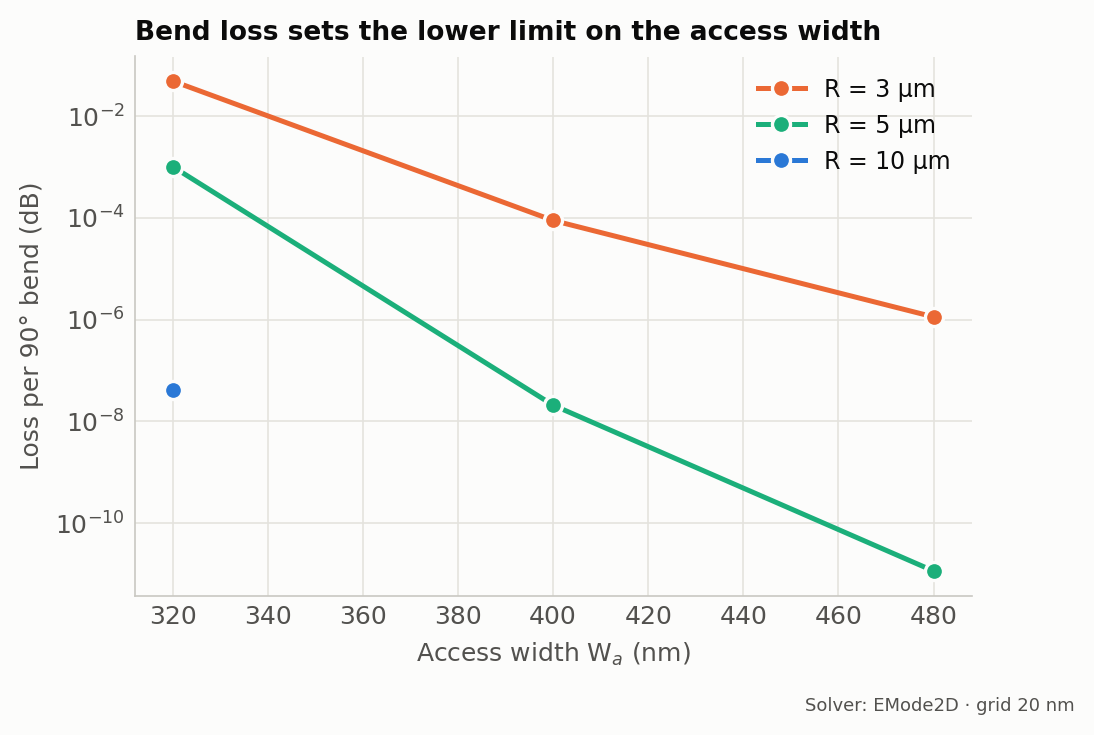 Bend loss sets the lower limit on the access width
R = 3 µm
R = 5 µm
R = 10 µm
Loss per 90° bend (dB)
10⁻²
10⁻⁴
10⁻⁶
10⁻⁸
10⁻¹⁰
320 340 360 380 400 420 440 460 480
Access width Wₐ (nm)
Solver: EMode2D · grid 20 nm